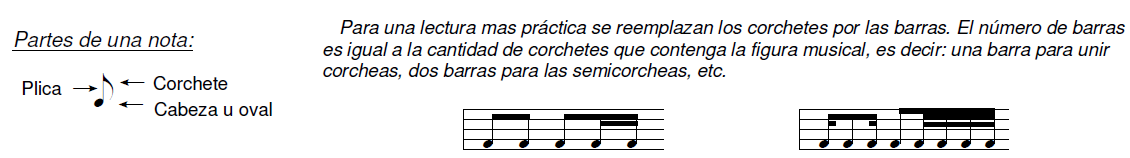 Partes de una nota:
Plica
Corchete
Cabeza u oval
Para una lectura mas práctica se reemplazan los corchetes por las barras. El número de barras
es igual a la cantidad de corchetes que contenga la figura musical, es decir: una barra para unir
corcheas, dos barras para las semicorcheas, etc.